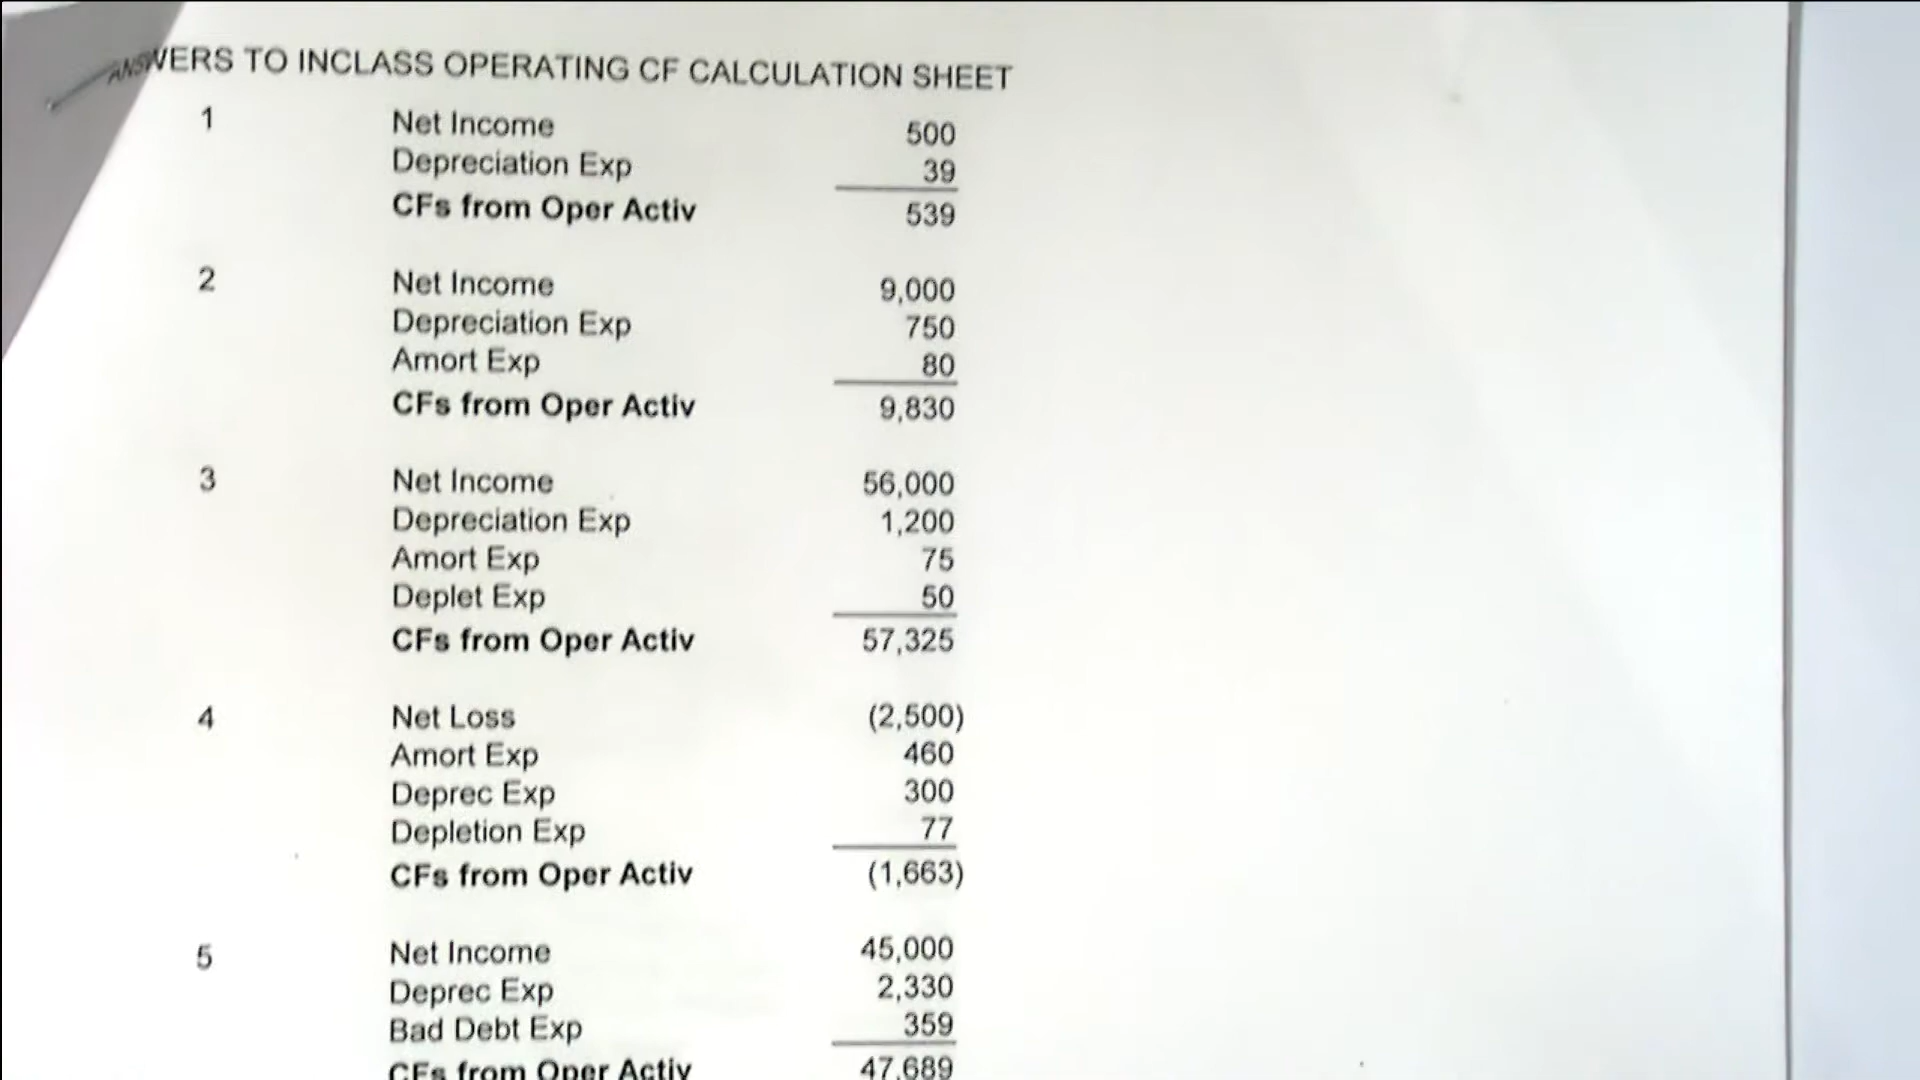 ANSWERS TO INCLASS OPERATING CF CALCULATION SHEET
1 Net Income 500
Depreciation Exp 39
CFs from Oper Activ 539
2 Net Income 9,000
Depreciation Exp 750
Amort Exp 80
CFs from Oper Activ 9,830
3 Net Income 56,000
Depreciation Exp 1,200
Amort Exp 75
Deplet Exp 50
CFs from Oper Activ 57,325
4 Net Loss (2,500)
Amort Exp 460
Deprec Exp 300
Depletion Exp 77
CFs from Oper Activ (1,663)
5 Net Income 45,000
Deprec Exp 2,330
Bad Debt Exp 359
CFs from Oper Activ 47,689